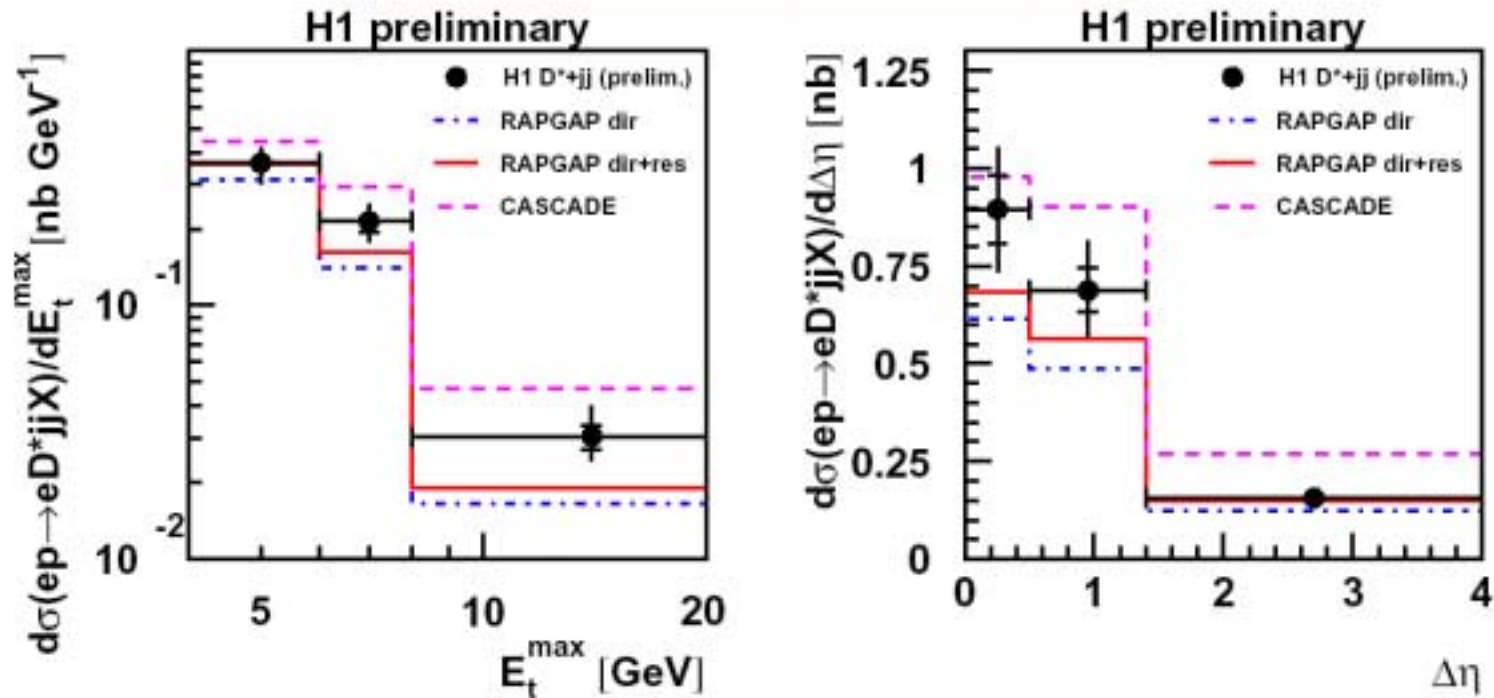 H1 preliminary
dσ(ep→eD*jjX)/dE_t^max [nb GeV^-1]
H1 D*+jj (prelim.)
RAPGAP dir
RAPGAP dir+res
CASCADE
10^-1
10^-2
5 10 20
E_t^max [GeV]
H1 preliminary
dσ(ep→eD*jjX)/dΔη [nb]
H1 D*+jj (prelim.)
RAPGAP dir
RAPGAP dir+res
CASCADE
1.25
1
0.75
0.5
0.25
0
0 1 2 3 4
Δη